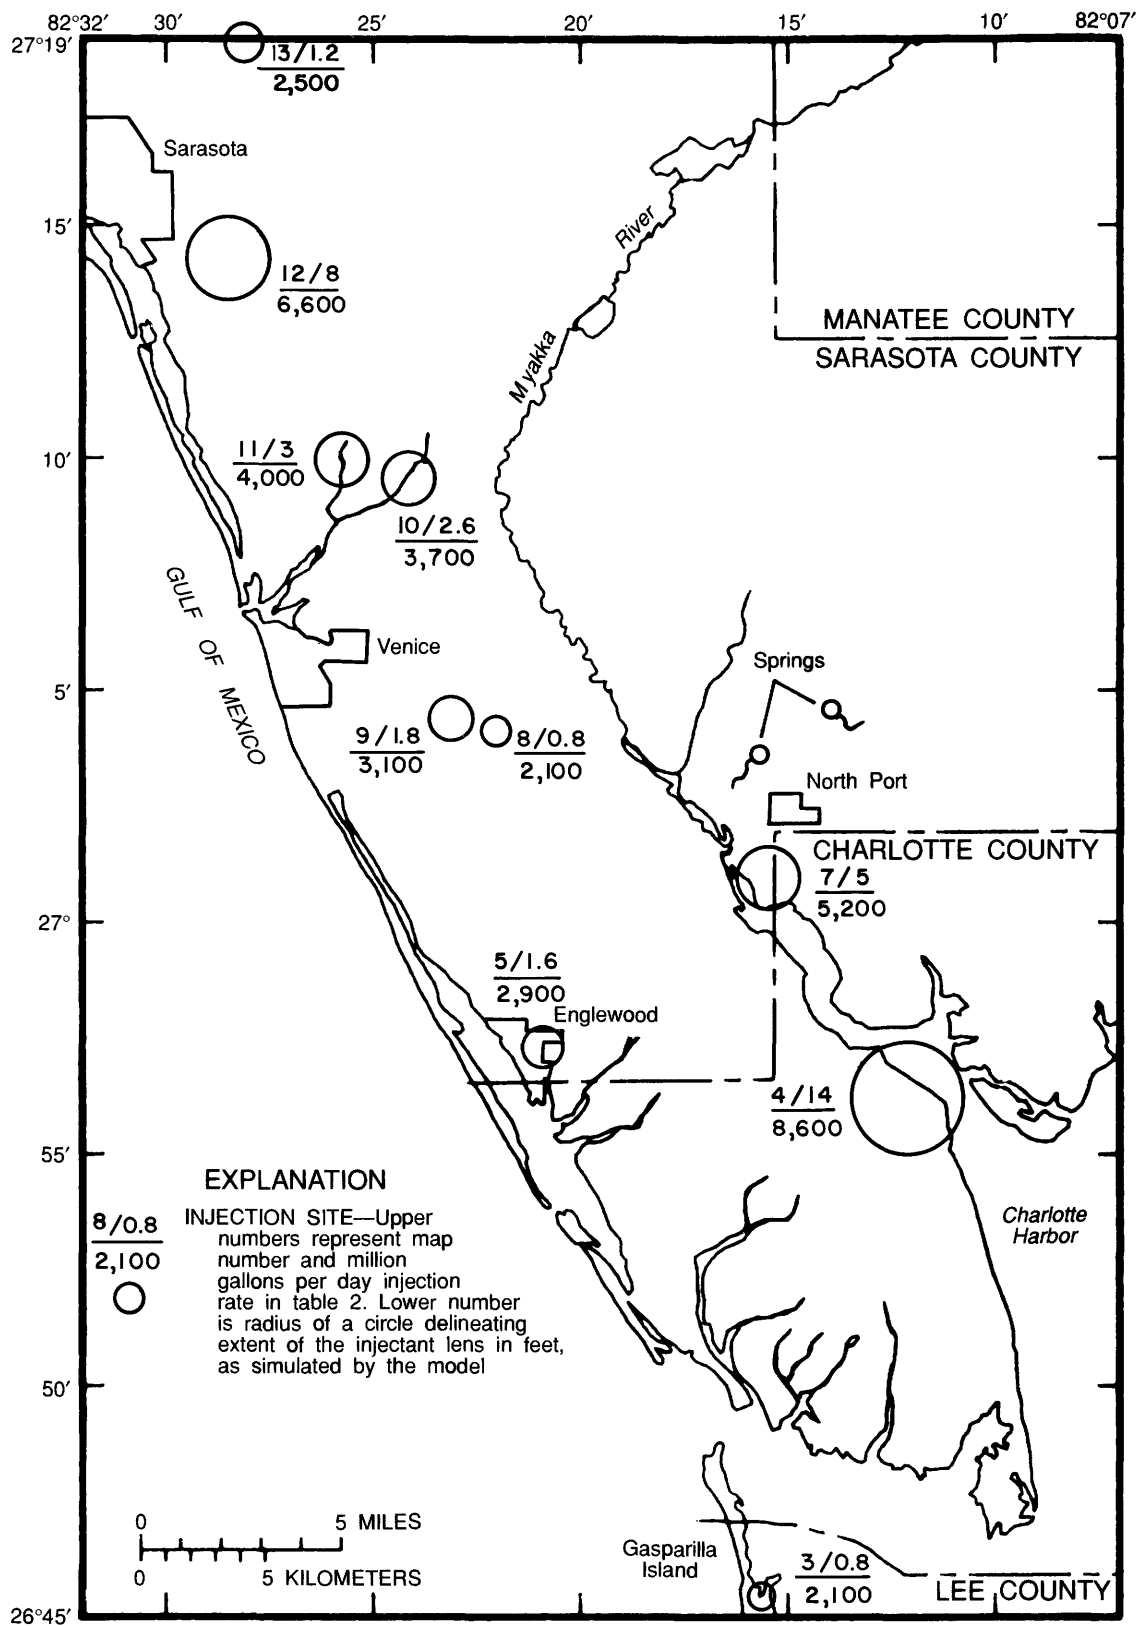 82°32′ 30′ 25′ 20′ 15′ 10′ 82°07′
27°19′
13/1.2
2,500
Sarasota
15′
River
12/8
6,600
MANATEE COUNTY
SARASOTA COUNTY
Myakka
10′
11/3
4,000
10/2.6
3,700
GULF OF MEXICO
Venice
Springs
5′
9/1.8
3,100
8/0.8
2,100
North Port
CHARLOTTE COUNTY
7/5
5,200
27°
5/1.6
2,900
Englewood
4/14
8,600
55′
EXPLANATION
8/0.8
2,100
INJECTION SITE—Upper
numbers represent map
number and million
gallons per day injection
rate in table 2. Lower number
is radius of a circle delineating
extent of the injectant lens in feet,
as simulated by the model
Charlotte
Harbor
50′
0 5 MILES
0 5 KILOMETERS
Gasparilla
Island
3/0.8
2,100
LEE COUNTY
26°45′